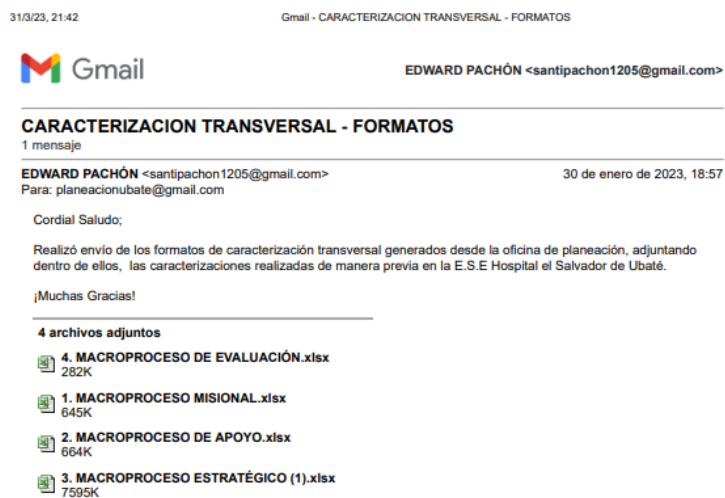 31/3/23, 21:42 Gmail - CARACTERIZACION TRANSVERSAL - FORMATOS
Gmail EDWARD PACHÓN <santipachon1205@gmail.com>
CARACTERIZACION TRANSVERSAL - FORMATOS
1 mensaje
EDWARD PACHÓN <santipachon1205@gmail.com> 30 de enero de 2023, 18:57
Para: planeacionubate@gmail.com
Cordial Saludo;
Realizó envío de los formatos de caracterización transversal generados desde la oficina de planeación, adjuntando
dentro de ellos, las caracterizaciones realizadas de manera previa en la E.S.E Hospital el Salvador de Ubaté.
¡Muchas Gracias!
4 archivos adjuntos
4. MACROPROCESO DE EVALUACIÓN.xlsx
282K
1. MACROPROCESO MISIONAL.xlsx
645K
2. MACROPROCESO DE APOYO.xlsx
664K
3. MACROPROCESO ESTRATÉGICO (1).xlsx
7595K